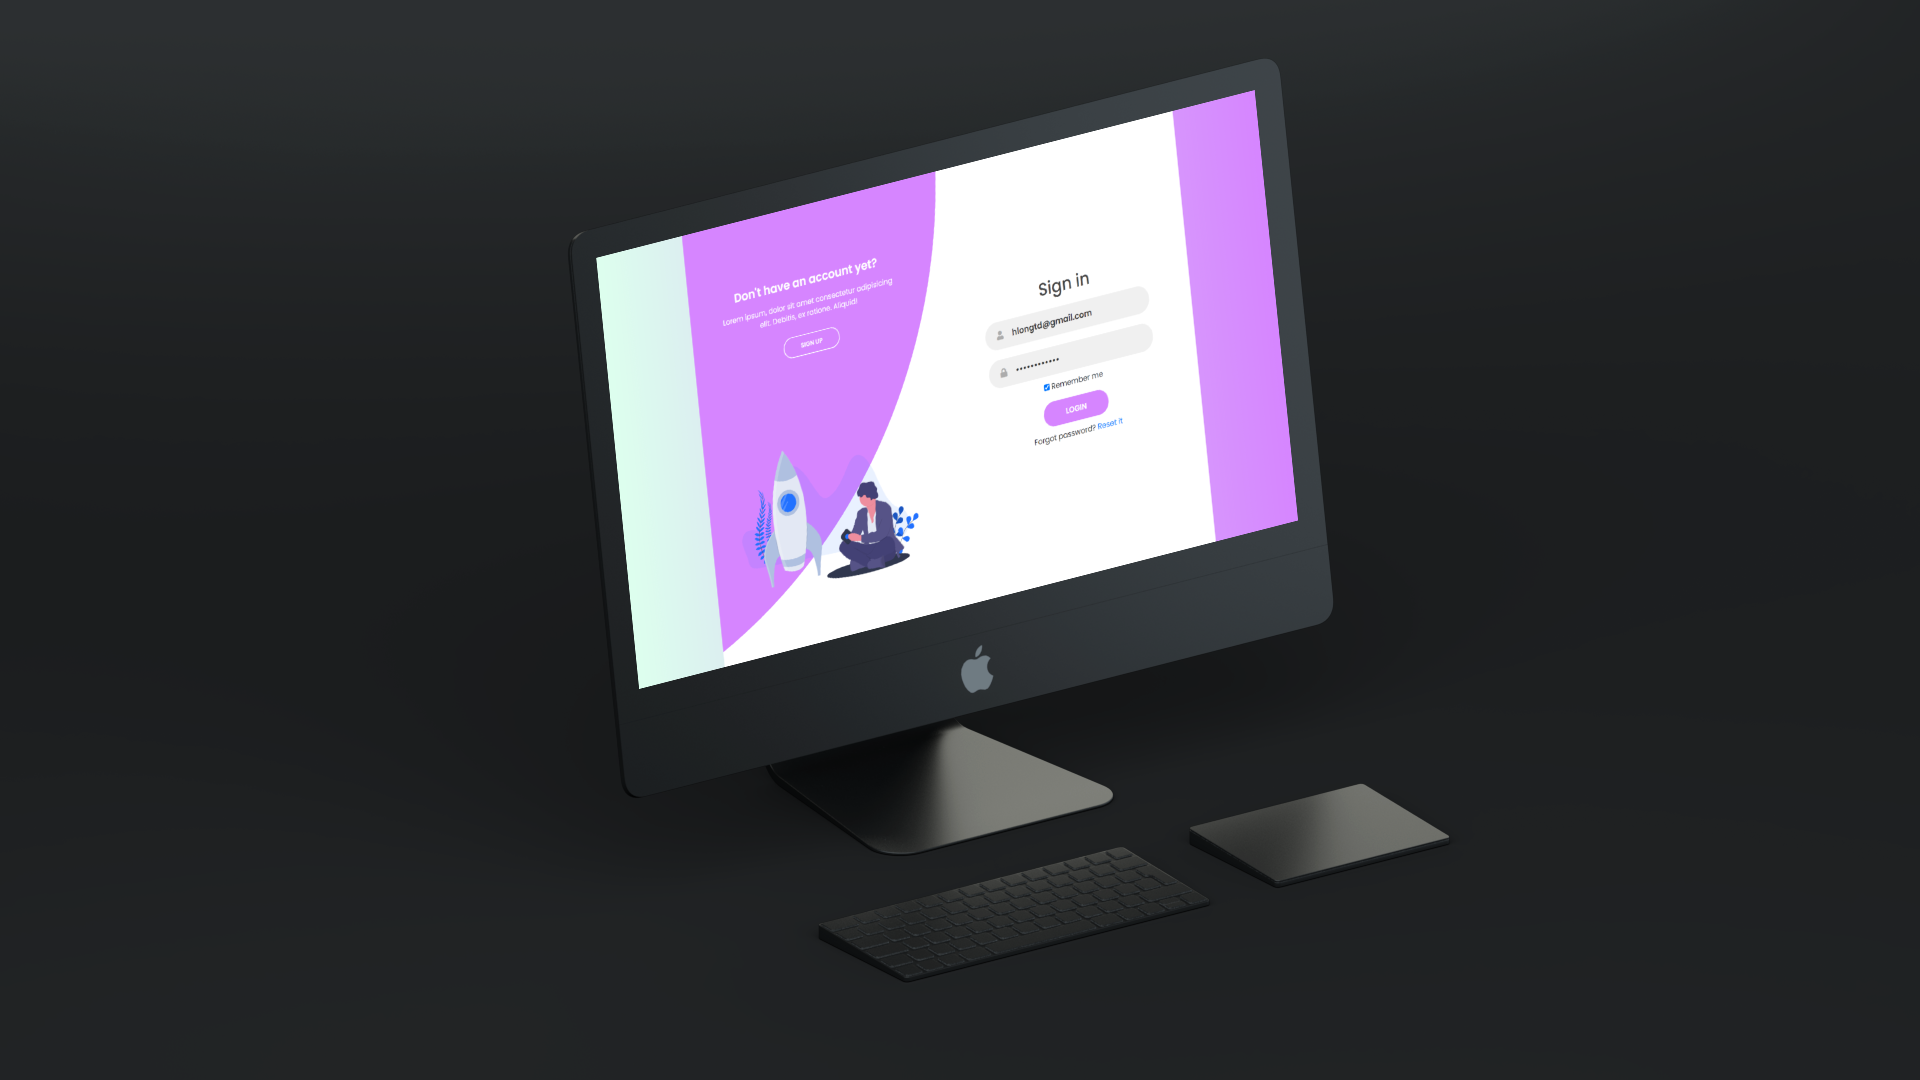 Don't have an account yet?
Lorem ipsum, dolor sit amet consectetur adipisicing
elit. Debitis, ex ratione. Aliquid!
SIGN UP
Sign in
hlongtd@gmail.com
••••••••••••
Remember me
LOGIN
Forgot password? Reset it